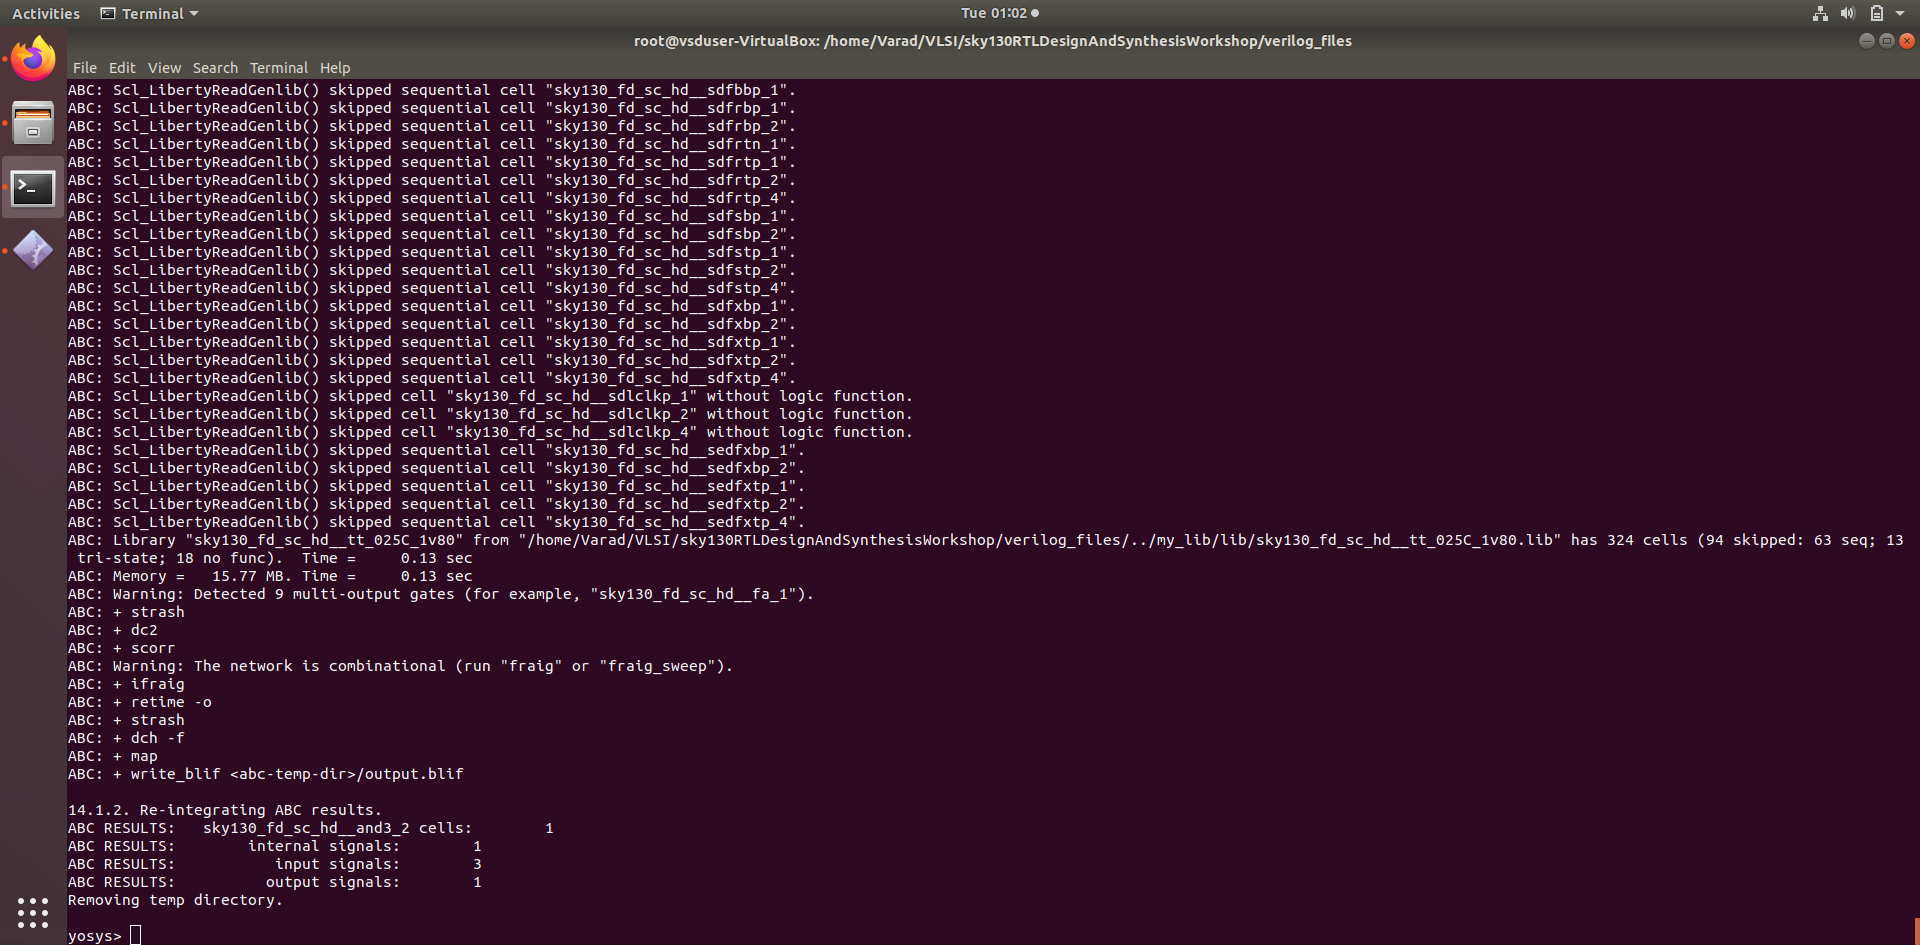 Activities Terminal Tue 01:02
root@vsduser-VirtualBox: /home/Varad/VLSI/sky130RTLDesignAndSynthesisWorkshop/verilog_files
File Edit View Search Terminal Help
ABC: Scl_LibertyReadGenlib() skipped sequential cell "sky130_fd_sc_hd__sdfbbp_1".
ABC: Scl_LibertyReadGenlib() skipped sequential cell "sky130_fd_sc_hd__sdfrbp_1".
ABC: Scl_LibertyReadGenlib() skipped sequential cell "sky130_fd_sc_hd__sdfrbp_2".
ABC: Scl_LibertyReadGenlib() skipped sequential cell "sky130_fd_sc_hd__sdfrtn_1".
ABC: Scl_LibertyReadGenlib() skipped sequential cell "sky130_fd_sc_hd__sdfrtp_1".
ABC: Scl_LibertyReadGenlib() skipped sequential cell "sky130_fd_sc_hd__sdfrtp_2".
ABC: Scl_LibertyReadGenlib() skipped sequential cell "sky130_fd_sc_hd__sdfrtp_4".
ABC: Scl_LibertyReadGenlib() skipped sequential cell "sky130_fd_sc_hd__sdfsbp_1".
ABC: Scl_LibertyReadGenlib() skipped sequential cell "sky130_fd_sc_hd__sdfsbp_2".
ABC: Scl_LibertyReadGenlib() skipped sequential cell "sky130_fd_sc_hd__sdfstp_1".
ABC: Scl_LibertyReadGenlib() skipped sequential cell "sky130_fd_sc_hd__sdfstp_2".
ABC: Scl_LibertyReadGenlib() skipped sequential cell "sky130_fd_sc_hd__sdfstp_4".
ABC: Scl_LibertyReadGenlib() skipped sequential cell "sky130_fd_sc_hd__sdfxbp_1".
ABC: Scl_LibertyReadGenlib() skipped sequential cell "sky130_fd_sc_hd__sdfxbp_2".
ABC: Scl_LibertyReadGenlib() skipped sequential cell "sky130_fd_sc_hd__sdfxtp_1".
ABC: Scl_LibertyReadGenlib() skipped sequential cell "sky130_fd_sc_hd__sdfxtp_2".
ABC: Scl_LibertyReadGenlib() skipped sequential cell "sky130_fd_sc_hd__sdfxtp_4".
ABC: Scl_LibertyReadGenlib() skipped cell "sky130_fd_sc_hd__sdlclkp_1" without logic function.
ABC: Scl_LibertyReadGenlib() skipped cell "sky130_fd_sc_hd__sdlclkp_2" without logic function.
ABC: Scl_LibertyReadGenlib() skipped cell "sky130_fd_sc_hd__sdlclkp_4" without logic function.
ABC: Scl_LibertyReadGenlib() skipped sequential cell "sky130_fd_sc_hd__sedfxbp_1".
ABC: Scl_LibertyReadGenlib() skipped sequential cell "sky130_fd_sc_hd__sedfxbp_2".
ABC: Scl_LibertyReadGenlib() skipped sequential cell "sky130_fd_sc_hd__sedfxtp_1".
ABC: Scl_LibertyReadGenlib() skipped sequential cell "sky130_fd_sc_hd__sedfxtp_2".
ABC: Scl_LibertyReadGenlib() skipped sequential cell "sky130_fd_sc_hd__sedfxtp_4".
ABC: Library "sky130_fd_sc_hd__tt_025C_1v80" from "/home/Varad/VLSI/sky130RTLDesignAndSynthesisWorkshop/verilog_files/../my_lib/lib/sky130_fd_sc_hd__tt_025C_1v80.lib" has 324 cells (94 skipped: 63 seq; 13
 tri-state; 18 no func).  Time =     0.13 sec
ABC: Memory =   15.77 MB. Time =     0.13 sec
ABC: Warning: Detected 9 multi-output gates (for example, "sky130_fd_sc_hd__fa_1").
ABC: + strash
ABC: + dc2
ABC: + scorr
ABC: Warning: The network is combinational (run "fraig" or "fraig_sweep").
ABC: + ifraig
ABC: + retime -o
ABC: + strash
ABC: + dch -f
ABC: + map
ABC: + write_blif <abc-temp-dir>/output.blif
14.1.2. Re-integrating ABC results.
ABC RESULTS:   sky130_fd_sc_hd__and3_2 cells:        1
ABC RESULTS:        internal signals:        1
ABC RESULTS:           input signals:        3
ABC RESULTS:          output signals:        1
Removing temp directory.
yosys>